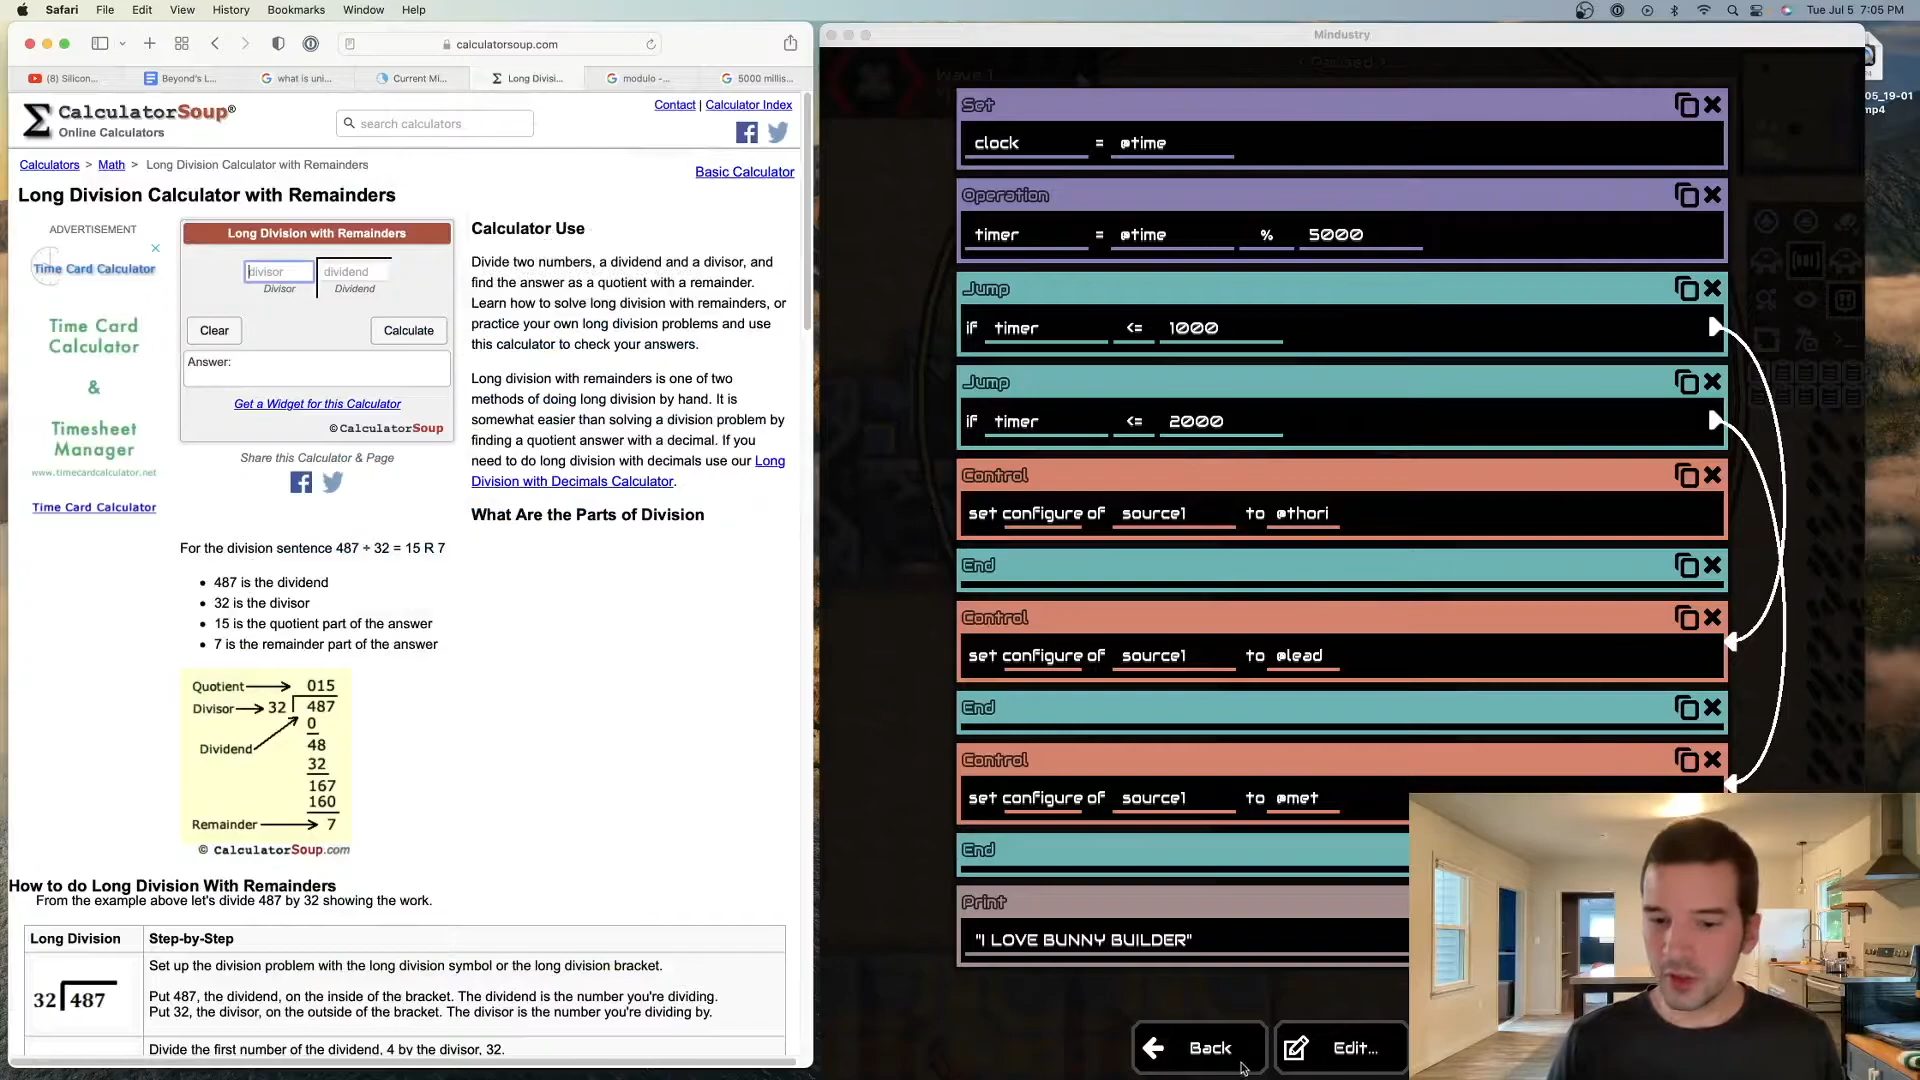 Safari File Edit View History Bookmarks Window Help
Tue Jul 5 7:05 PM
calculatorsoup.com
(8) Silicon...
Beyond's L...
what is uni...
Current Mi...
Long Divisi...
modulo -...
5000 millis...
CalculatorSoup®
Online Calculators
search calculators
Contact | Calculator Index
Calculators > Math > Long Division Calculator with Remainders
Basic Calculator
Long Division Calculator with Remainders
ADVERTISEMENT
Time Card Calculator
Time Card
Calculator
&
Timesheet
Manager
www.timecardcalculator.net
Time Card Calculator
Long Division with Remainders
divisor
dividend
Divisor
Dividend
Clear
Calculate
Answer:
Get a Widget for this Calculator
©CalculatorSoup
Share this Calculator & Page
Calculator Use
Divide two numbers, a dividend and a divisor, and
find the answer as a quotient with a remainder.
Learn how to solve long division with remainders, or
practice your own long division problems and use
this calculator to check your answers.
Long division with remainders is one of two
methods of doing long division by hand. It is
somewhat easier than solving a division problem by
finding a quotient answer with a decimal. If you
need to do long division with decimals use our Long
Division with Decimals Calculator.
What Are the Parts of Division
For the division sentence 487 ÷ 32 = 15 R 7
• 487 is the dividend
• 32 is the divisor
• 15 is the quotient part of the answer
• 7 is the remainder part of the answer
Quotient 015
Divisor 32 487
0
Dividend 48
32
167
160
Remainder 7
© CalculatorSoup.com
How to do Long Division With Remainders
From the example above let's divide 487 by 32 showing the work.
Long Division
Step-by-Step
32 487
Set up the division problem with the long division symbol or the long division bracket.
Put 487, the dividend, on the inside of the bracket. The dividend is the number you're dividing.
Put 32, the divisor, on the outside of the bracket. The divisor is the number you're dividing by.
Divide the first number of the dividend, 4 by the divisor, 32.
Mindustry
Wave 1
Paused
Set
clock = @time
Operation
timer = @time % 5000
Jump
if timer <= 1000
Jump
if timer <= 2000
Control
set configure of source1 to @thori
End
Control
set configure of source1 to @lead
End
Control
set configure of source1 to @met
End
Print
"I LOVE BUNNY BUILDER"
Back
Edit...
05_19-01
mp4